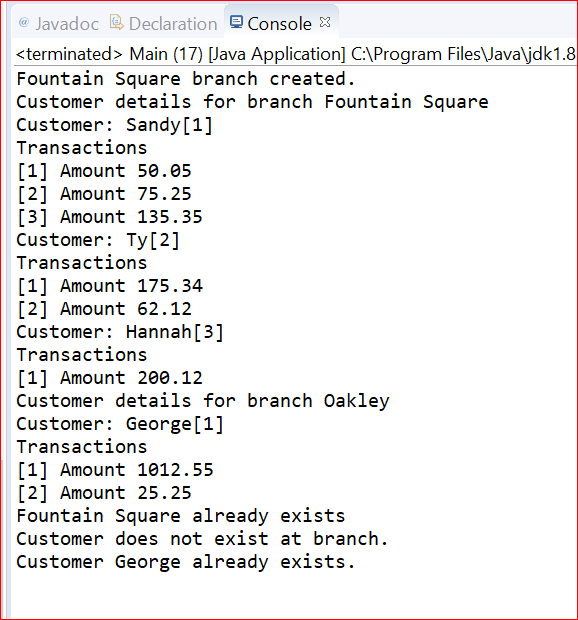 @ Javadoc Declaration Console
<terminated> Main (17) [Java Application] C:\Program Files\Java\jdk1.8
Fountain Square branch created.
Customer details for branch Fountain Square
Customer: Sandy[1]
Transactions
[1] Amount 50.05
[2] Amount 75.25
[3] Amount 135.35
Customer: Ty[2]
Transactions
[1] Amount 175.34
[2] Amount 62.12
Customer: Hannah[3]
Transactions
[1] Amount 200.12
Customer details for branch Oakley
Customer: George[1]
Transactions
[1] Amount 1012.55
[2] Amount 25.25
Fountain Square already exists
Customer does not exist at branch.
Customer George already exists.